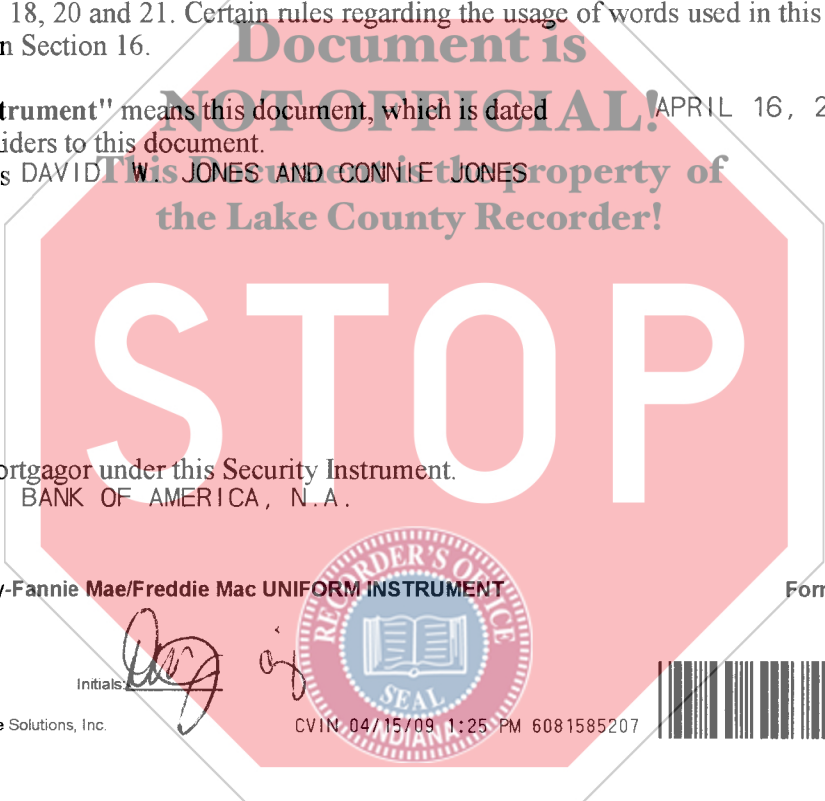 18, 20 and 21. Certain rules regarding the usage of words used in this
n Section 16.
Document is
trument" means this document, which is dated APRIL 16, 2
NOT OFFICIAL!
iders to this document.
s DAVID W. JONES AND CONNIE JONES
This Document is the property of
the Lake County Recorder!
STOP
ortgagor under this Security Instrument.
BANK OF AMERICA, N.A.
y-Fannie Mae/Freddie Mac UNIFORM INSTRUMENT Form
RECORDER'S OFFICE
SEAL
INDIANA
Initials:
e Solutions, Inc. CVIN 04/15/09 1:25 PM 6081585207